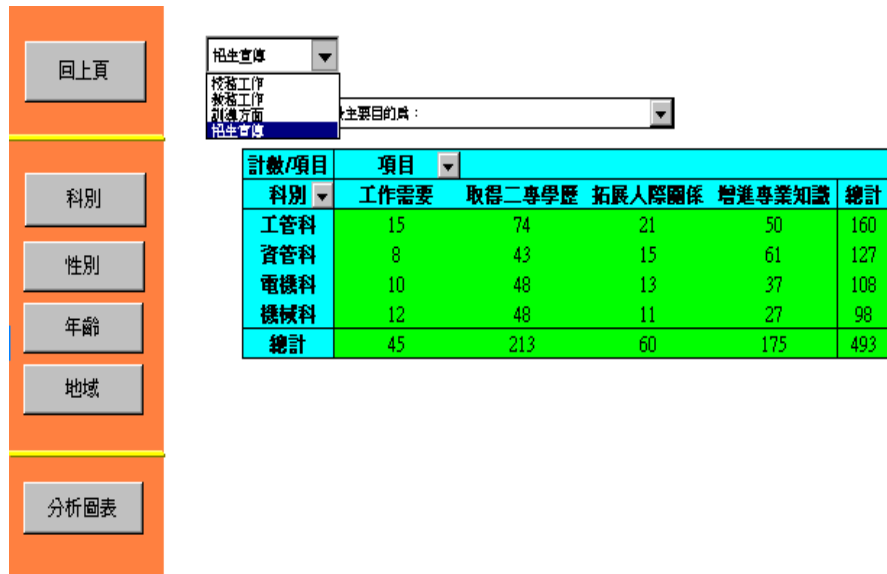 回上頁
科別
性別
年齡
地域
分析圖表
招生宣傳
校務工作
教務工作
訓導方面
招生宣傳
主要目的為：
計數/項目 項目
科別 工作需要 取得二專學歷 拓展人際關係 增進專業知識 總計
工管科 15 74 21 50 160
資管科 8 43 15 61 127
電機科 10 48 13 37 108
機械科 12 48 11 27 98
總計 45 213 60 175 493